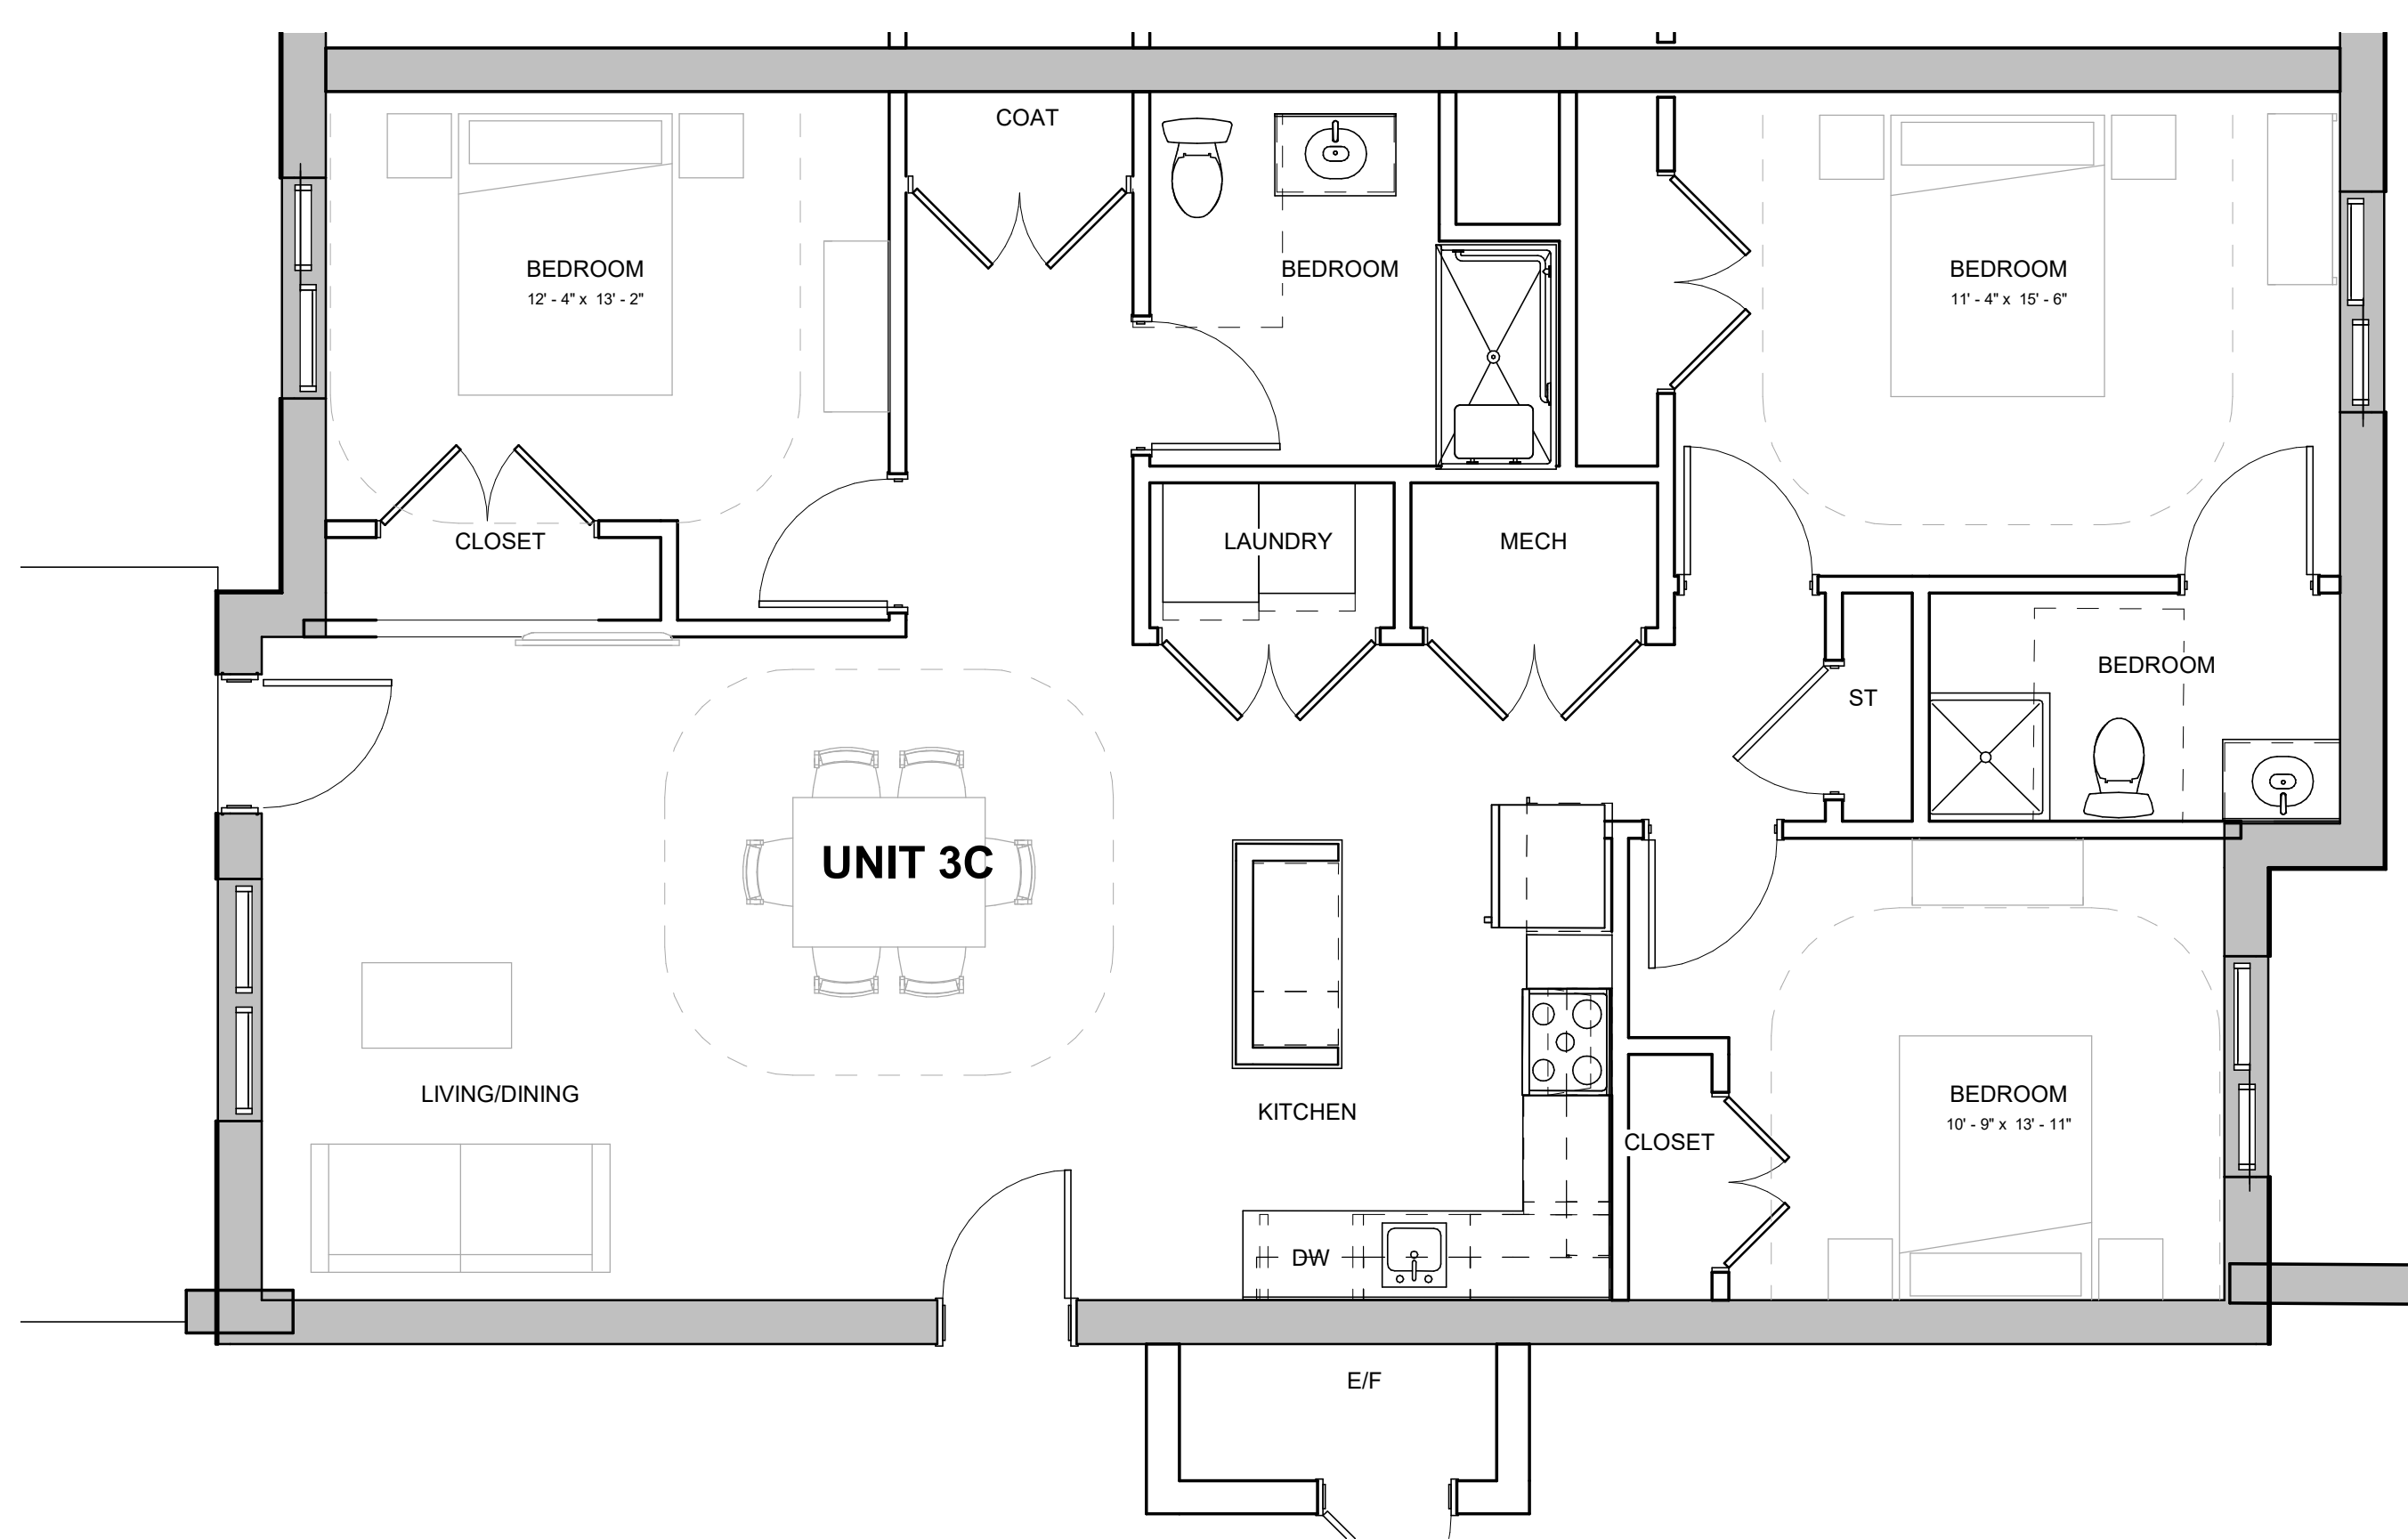 COAT
BEDROOM
12' - 4" x 13' - 2"
BEDROOM
BEDROOM
11' - 4" x 15' - 6"
CLOSET
LAUNDRY
MECH
BEDROOM
ST
UNIT 3C
LIVING/DINING
KITCHEN
BEDROOM
10' - 9" x 13' - 11"
CLOSET
DW
E/F